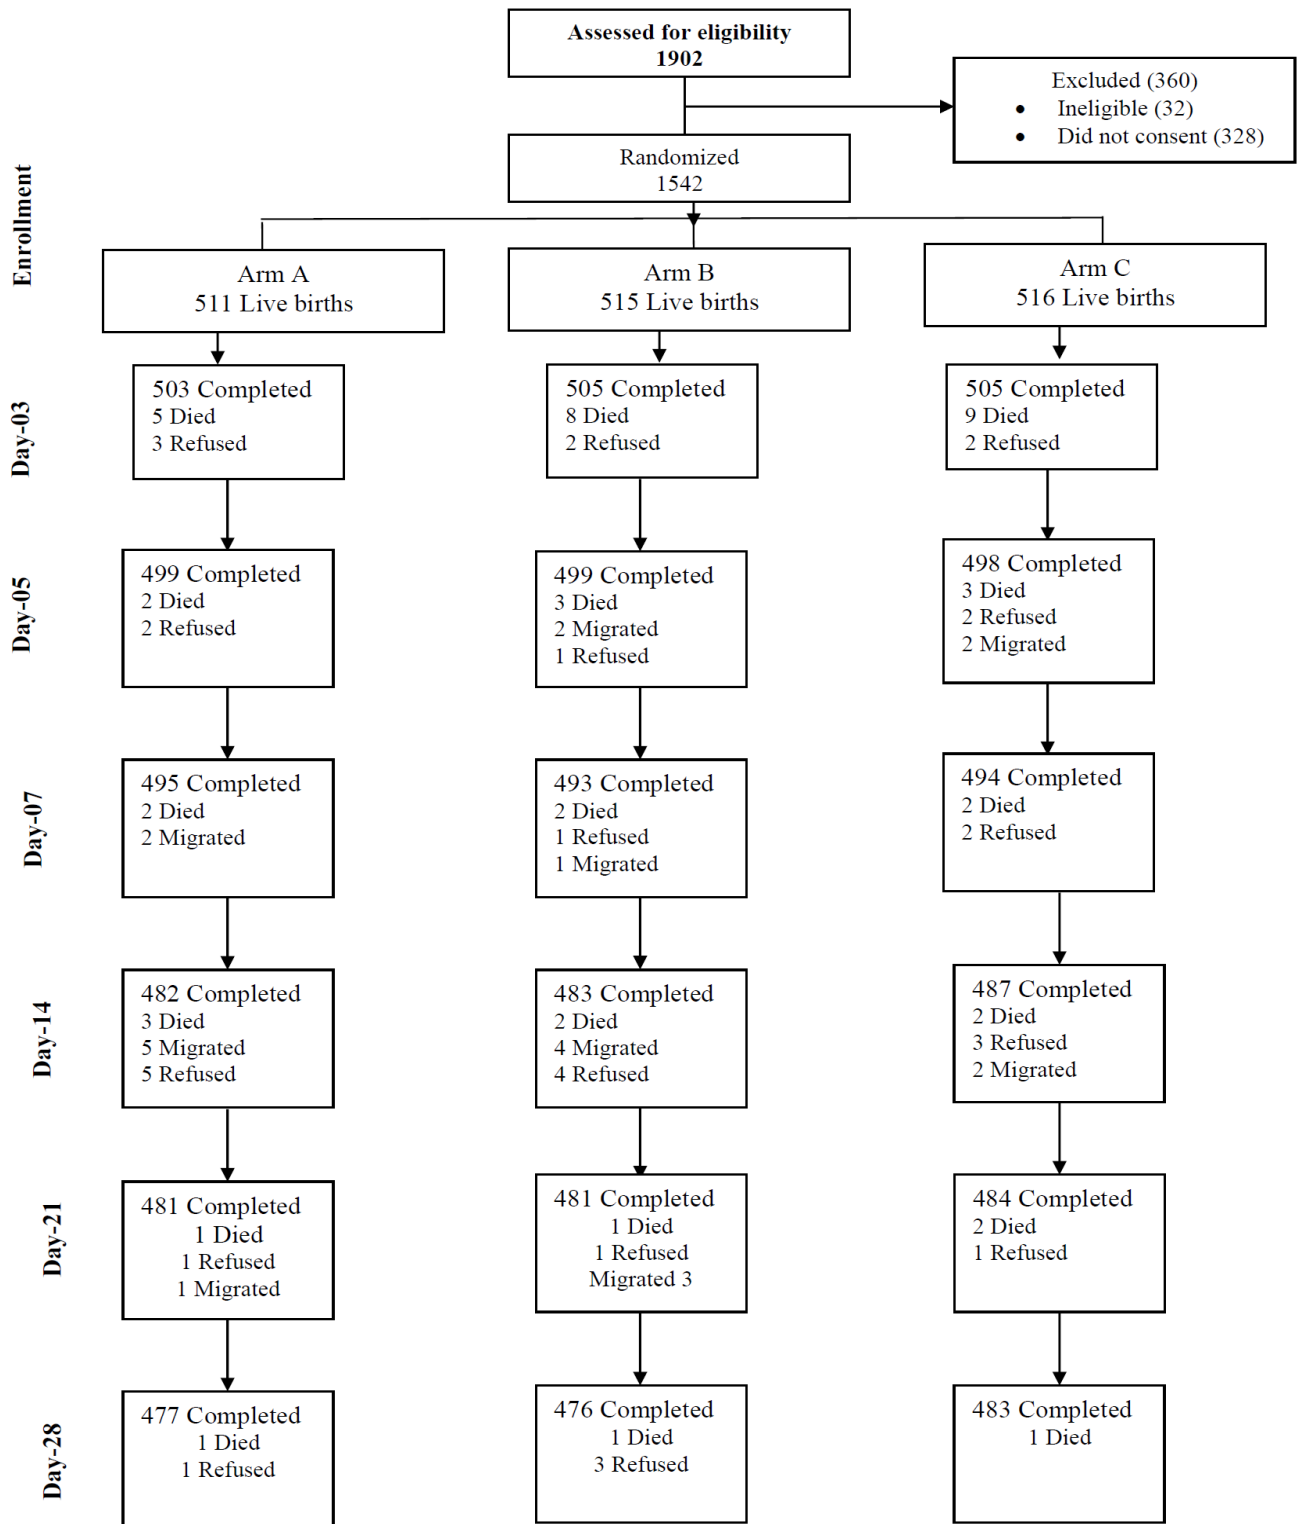 Assessed for eligibility
1902
Excluded (360)
• Ineligible (32)
• Did not consent (328)
Randomized
1542
Enrollment
Arm A
511 Live births
Arm B
515 Live births
Arm C
516 Live births
Day-03
503 Completed
5 Died
3 Refused
505 Completed
8 Died
2 Refused
505 Completed
9 Died
2 Refused
Day-05
499 Completed
2 Died
2 Refused
499 Completed
3 Died
2 Migrated
1 Refused
498 Completed
3 Died
2 Refused
2 Migrated
Day-07
495 Completed
2 Died
2 Migrated
493 Completed
2 Died
1 Refused
1 Migrated
494 Completed
2 Died
2 Refused
Day-14
482 Completed
3 Died
5 Migrated
5 Refused
483 Completed
2 Died
4 Migrated
4 Refused
487 Completed
2 Died
3 Refused
2 Migrated
Day-21
481 Completed
1 Died
1 Refused
1 Migrated
481 Completed
1 Died
1 Refused
Migrated 3
484 Completed
2 Died
1 Refused
Day-28
477 Completed
1 Died
1 Refused
476 Completed
1 Died
3 Refused
483 Completed
1 Died